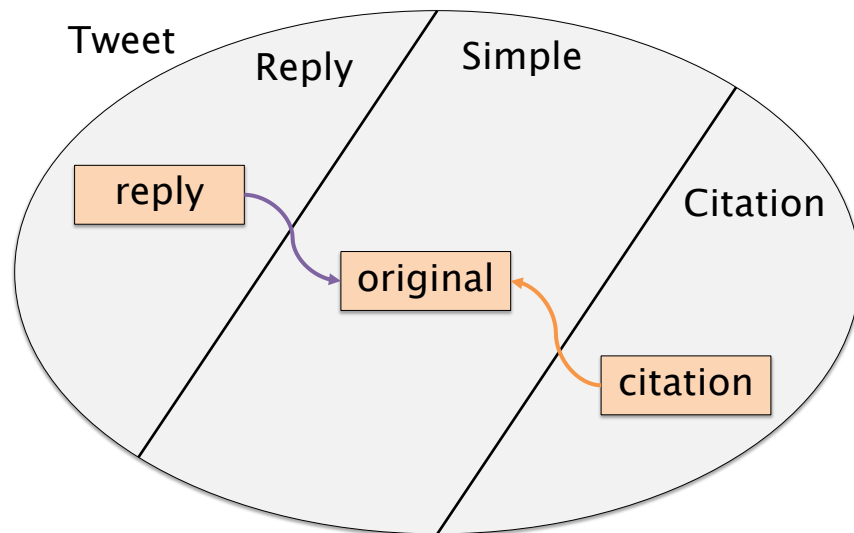 Tweet
Reply
Simple
Citation
reply
original
citation